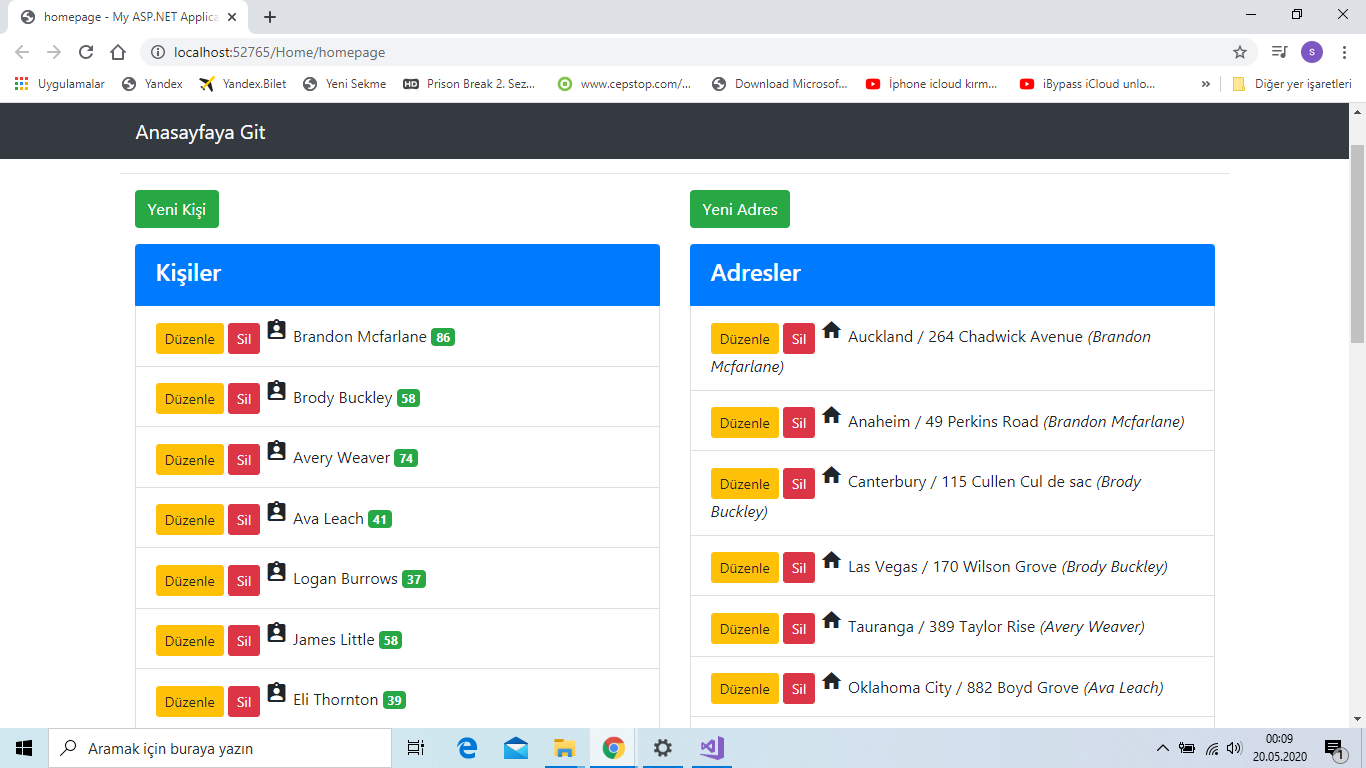 homepage - My ASP.NET Applica
localhost:52765/Home/homepage
S
Uygulamalar
Yandex
Yandex.Bilet
Yeni Sekme
HD
Prison Break 2. Sez...
www.cepstop.com/...
Download Microsof...
İphone icloud kırm...
iBypass iCloud unlo...
»
Diğer yer işaretleri
Anasayfaya Git
Yeni Kişi
Kişiler
Düzenle Sil Brandon Mcfarlane 86
Düzenle Sil Brody Buckley 58
Düzenle Sil Avery Weaver 74
Düzenle Sil Ava Leach 41
Düzenle Sil Logan Burrows 37
Düzenle Sil James Little 58
Düzenle Sil Eli Thornton 39
Yeni Adres
Adresler
Düzenle Sil Auckland / 264 Chadwick Avenue (Brandon
Mcfarlane)
Düzenle Sil Anaheim / 49 Perkins Road (Brandon Mcfarlane)
Düzenle Sil Canterbury / 115 Cullen Cul de sac (Brody
Buckley)
Düzenle Sil Las Vegas / 170 Wilson Grove (Brody Buckley)
Düzenle Sil Tauranga / 389 Taylor Rise (Avery Weaver)
Düzenle Sil Oklahoma City / 882 Boyd Grove (Ava Leach)
Aramak için buraya yazın
00:09
20.05.2020
1